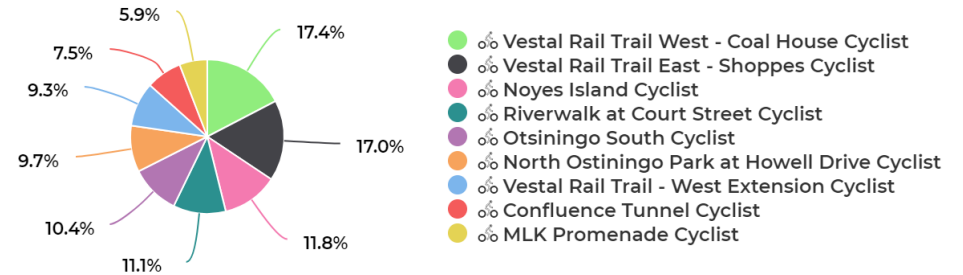 5.9%
17.4%
7.5%
9.3%
9.7%
17.0%
10.4%
11.8%
11.1%
Vestal Rail Trail West - Coal House Cyclist
Vestal Rail Trail East - Shoppes Cyclist
Noyes Island Cyclist
Riverwalk at Court Street Cyclist
Otsiningo South Cyclist
North Ostiningo Park at Howell Drive Cyclist
Vestal Rail Trail - West Extension Cyclist
Confluence Tunnel Cyclist
MLK Promenade Cyclist